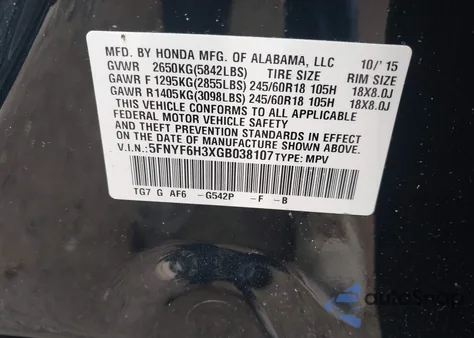 MFD. BY HONDA MFG. OF ALABAMA, LLC 10/'15
GVWR 2650KG(5842LBS) TIRE SIZE RIM SIZE
GAWR F 1295KG(2855LBS) 245/60R18 105H 18X8.0J
GAWR R 1405KG(3098LBS) 245/60R18 105H 18X8.0J
THIS VEHICLE CONFORMS TO ALL APPLICABLE
FEDERAL MOTOR VEHICLE SAFETY AND
BUMPER STANDARDS IN EFFECT ON THE DATE OF
MANUFACTURE SHOWN ABOVE.
V.I.N.: 5FNYF6H3XGB038107 TYPE: MPV
TG7 G AF6 -G542P -F -B
autosnap